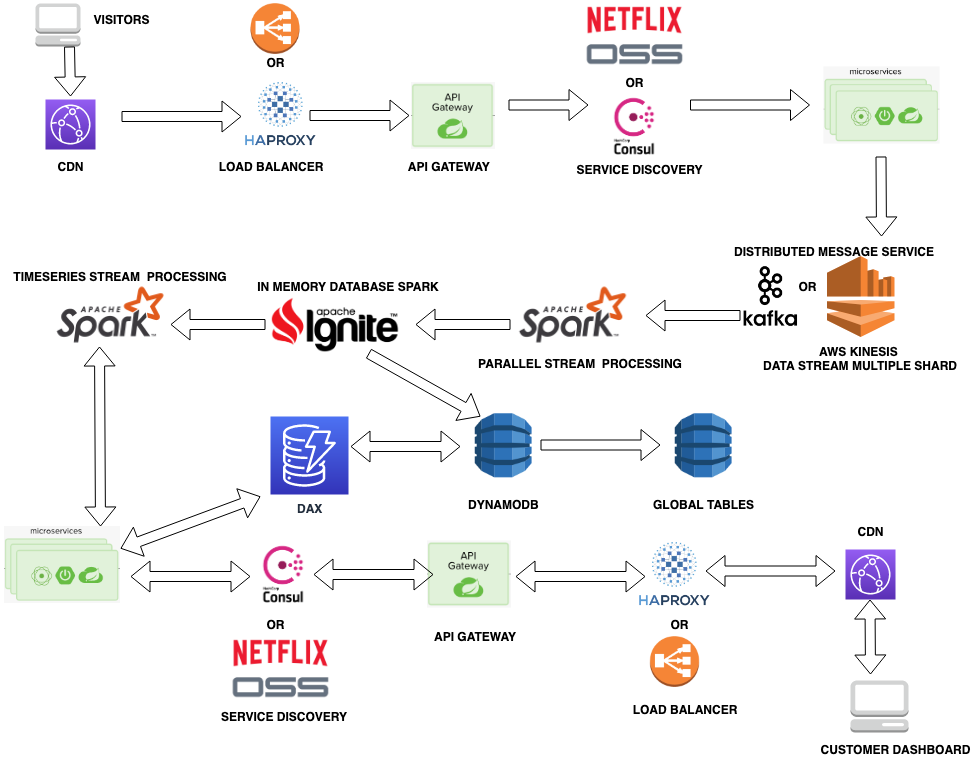 VISITORS
NETFLIX
OSS
OR
OR
microservices
API
Gateway
HAPROXY
Consul
CDN
LOAD BALANCER
API GATEWAY
SERVICE DISCOVERY
DISTRIBUTED MESSAGE SERVICE
TIMESERIES STREAM PROCESSING
IN MEMORY DATABASE SPARK
OR
APACHE
Spark™
apache
Ignite™
APACHE
Spark™
kafka
AWS KINESIS
DATA STREAM MULTIPLE SHARD
PARALLEL STREAM PROCESSING
DAX
DYNAMODB
GLOBAL TABLES
microservices
CDN
API
Gateway
Consul
HAPROXY
OR
OR
API GATEWAY
NETFLIX
OSS
SERVICE DISCOVERY
LOAD BALANCER
CUSTOMER DASHBOARD